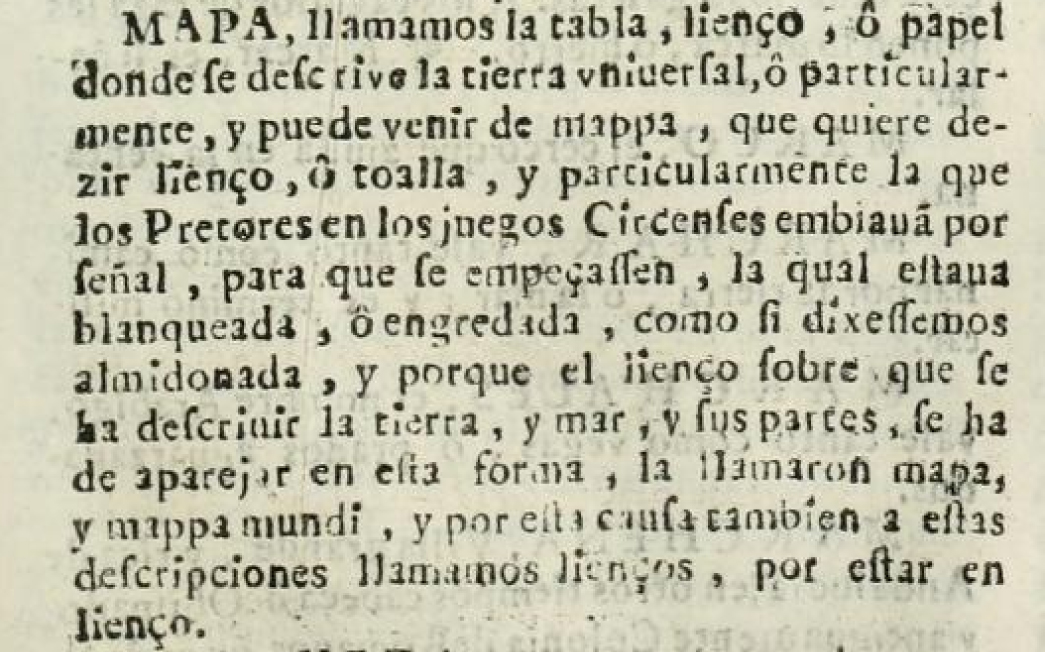 MAPA, llamamos la tabla, lienço, ô papel
donde ſe deſcrive la tierra vniuerſal, ô particular-
mente, y puede venir de mappa, que quiere de-
zir lienço, ô toalla, y particularmente la que
los Pretores en los juegos Circenſes embiauã por
ſeñal, para que ſe empeçaſſen, la qual eſtaua
blanqueada, ô engredada, como ſi dixeſſemos
almidonada, y porque el lienço ſobre que ſe
ha deſcriuir la tierra, y mar, y ſus partes, ſe ha
de aparejar en eſta forma, la llamaron mapa,
y mappa mundi, y por eſta cauſa tambien a eſtas
deſcripciones llamamos lienços, por eſtar en
lienço.